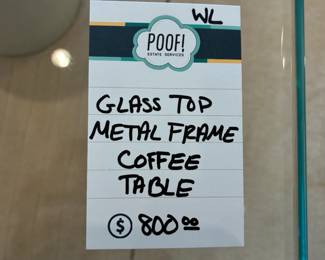 WL
POOF!
ESTATE SERVICES
GLASS TOP
METAL FRAME
COFFEE
TABLE
$ 800 00